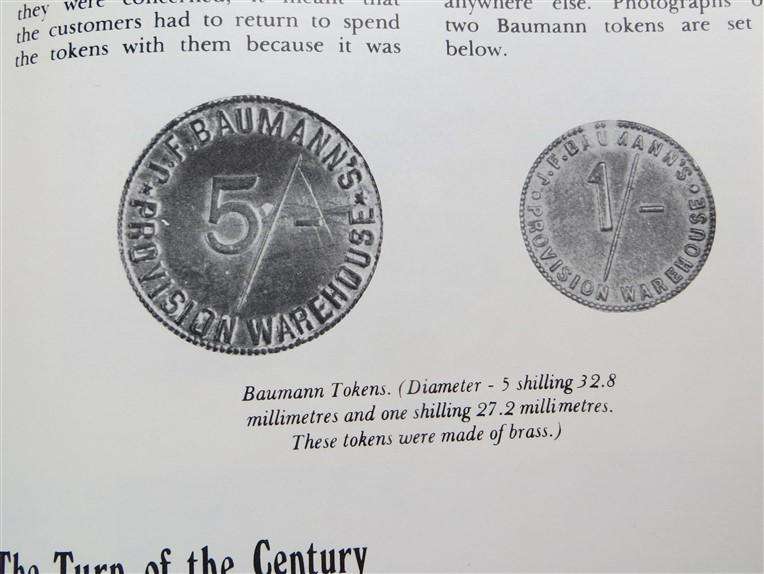 they were concerned, it meant that
the customers had to return to spend
the tokens with them because it was
anywhere else. Photographs
two Baumann tokens are set
below.
J.F. BAUMANN'S
5/-
PROVISION WAREHOUSE
J.F. BAUMANN'S
1/-
PROVISION WAREHOUSE
Baumann Tokens. (Diameter - 5 shilling 32.8
millimetres and one shilling 27.2 millimetres.
These tokens were made of brass.)
The Turn of the Century